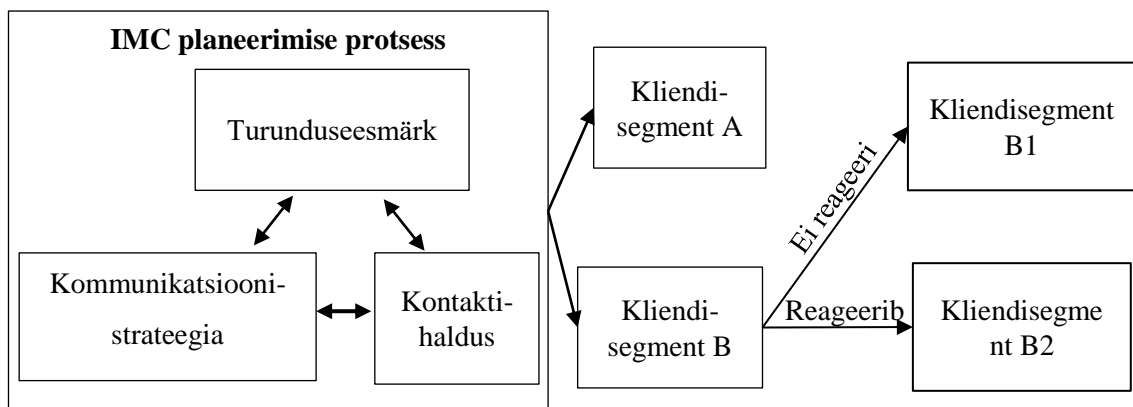 IMC planeerimise protsess
Turunduseesmärk
Kommunikatsiooni-
strateegia
Kontakti-
haldus
Kliendi-
segment A
Kliendi-
segment B
Ei reageeri
Reageerib
Kliendisegment
B1
Kliendisegme
nt B2